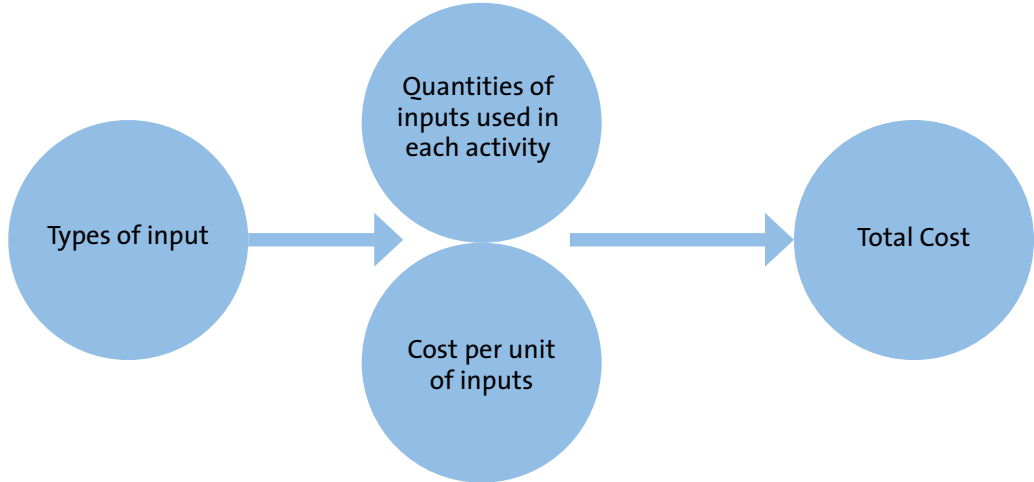 Types of input
Quantities of
inputs used in
each activity
Cost per unit
of inputs
Total Cost